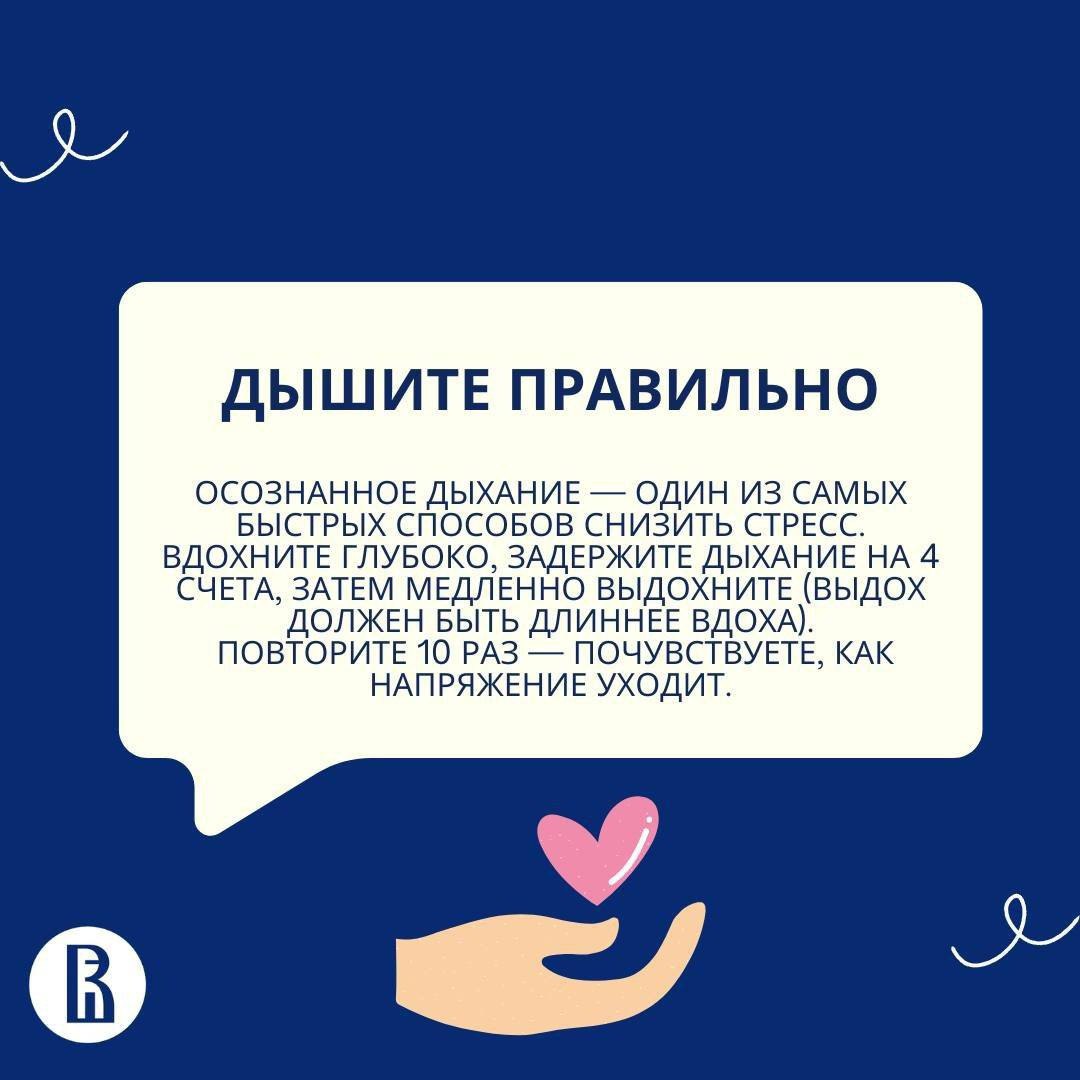 ДЫШИТЕ ПРАВИЛЬНО
ОСОЗНАННОЕ ДЫХАНИЕ — ОДИН ИЗ САМЫХ
БЫСТРЫХ СПОСОБОВ СНИЗИТЬ СТРЕСС.
ВДОХНИТЕ ГЛУБОКО, ЗАДЕРЖИТЕ ДЫХАНИЕ НА 4
СЧЕТА, ЗАТЕМ МЕДЛЕННО ВЫДОХНИТЕ (ВЫДОХ
ДОЛЖЕН БЫТЬ ДЛИННЕЕ ВДОХА).
ПОВТОРИТЕ 10 РАЗ — ПОЧУВСТВУЕТЕ, КАК
НАПРЯЖЕНИЕ УХОДИТ.